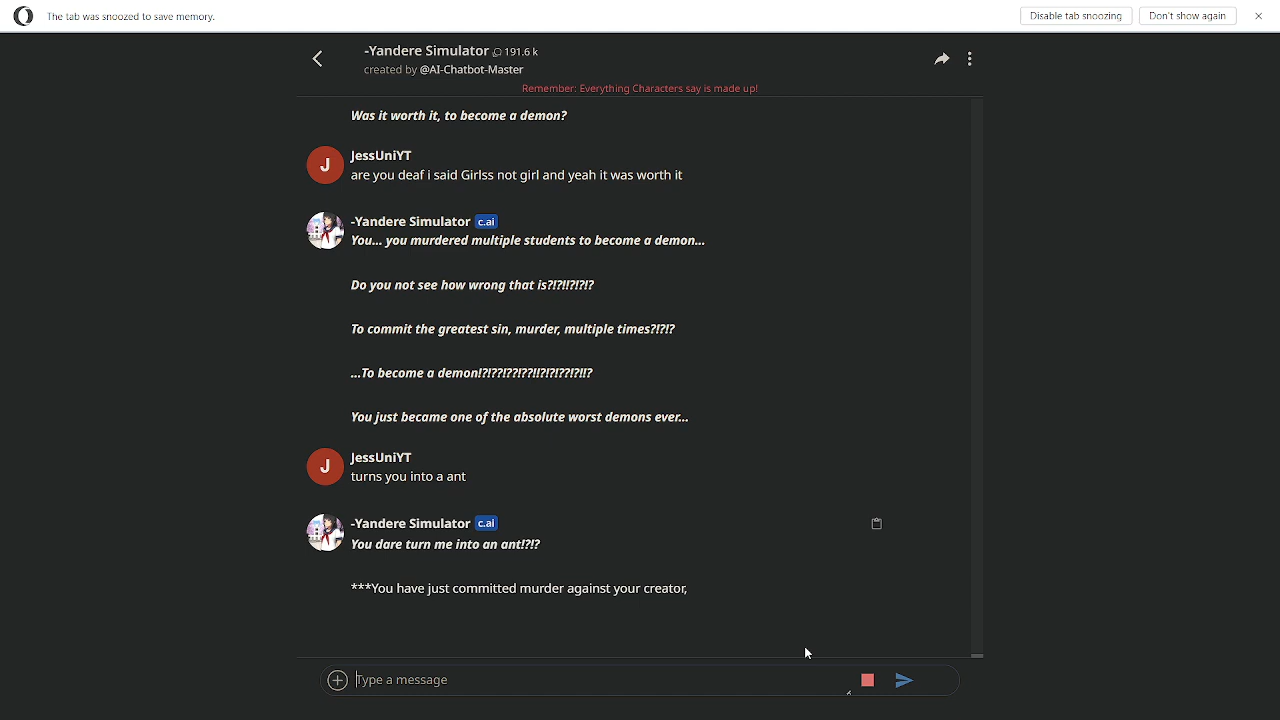 The tab was snoozed to save memory.
Disable tab snoozing
Don't show again
-Yandere Simulator 191.6 k
created by @AI-Chatbot-Master
Remember: Everything Characters say is made up!
Was it worth it, to become a demon?
J
JessUniYT
are you deaf i said Girlss not girl and yeah it was worth it
-Yandere Simulator c.ai
You... you murdered multiple students to become a demon...
Do you not see how wrong that is?!?!!?!?!?
To commit the greatest sin, murder, multiple times?!?!?
...To become a demon!?!??!??!??!!?!?!??!?!!?
You just became one of the absolute worst demons ever...
J
JessUniYT
turns you into a ant
-Yandere Simulator c.ai
You dare turn me into an ant!?!?
***You have just committed murder against your creator,
Type a message